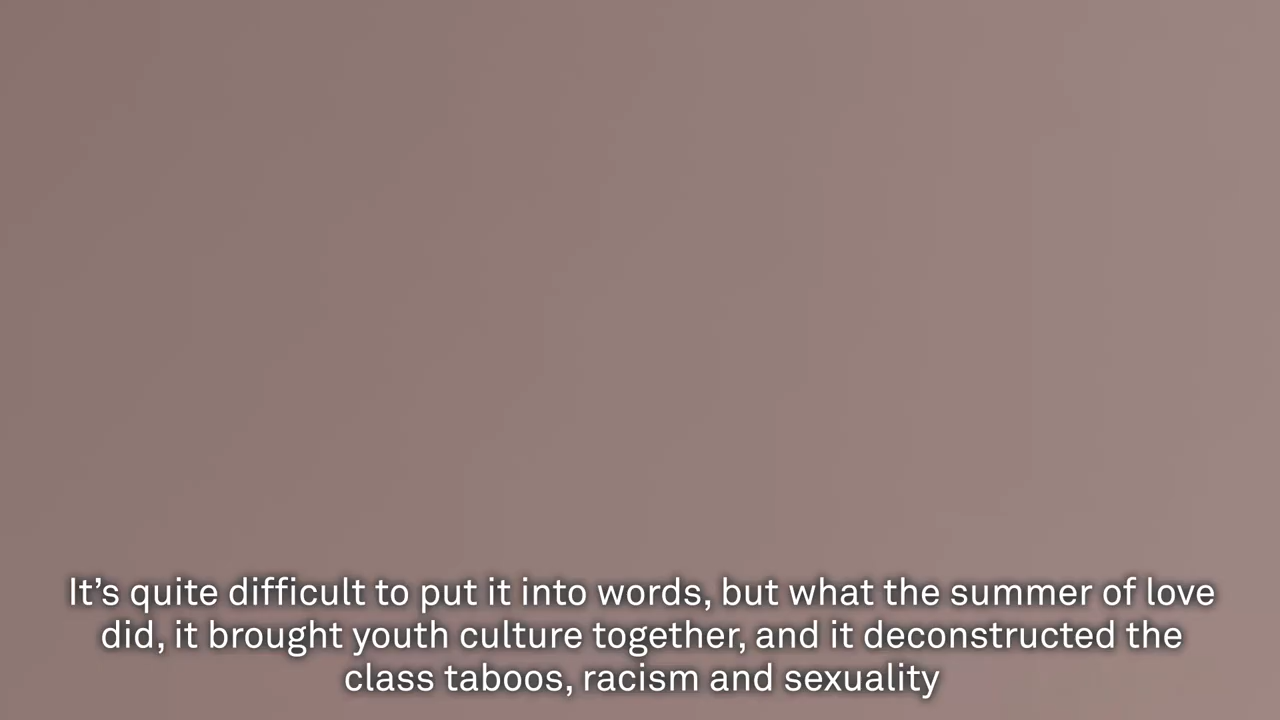 It’s quite difficult to put it into words, but what the summer of love
did, it brought youth culture together, and it deconstructed the
class taboos, racism and sexuality